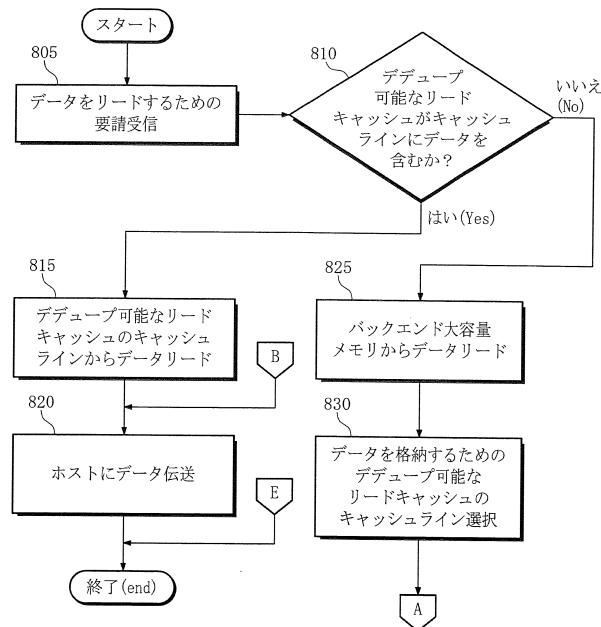 スタート
805
データをリードするための
要請受信
810
デデュープ
可能なリード
キャッシュがキャッシュ
ラインにデータを
含むか？
いいえ
(No)
はい(Yes)
815
デデュープ可能なリード
キャッシュのキャッシュ
ラインからデータリード
825
バックエンド大容量
メモリからデータリード
B
820
ホストにデータ伝送
830
データを格納するための
デデュープ可能な
リードキャッシュの
キャッシュライン選択
E
終了(end)
A